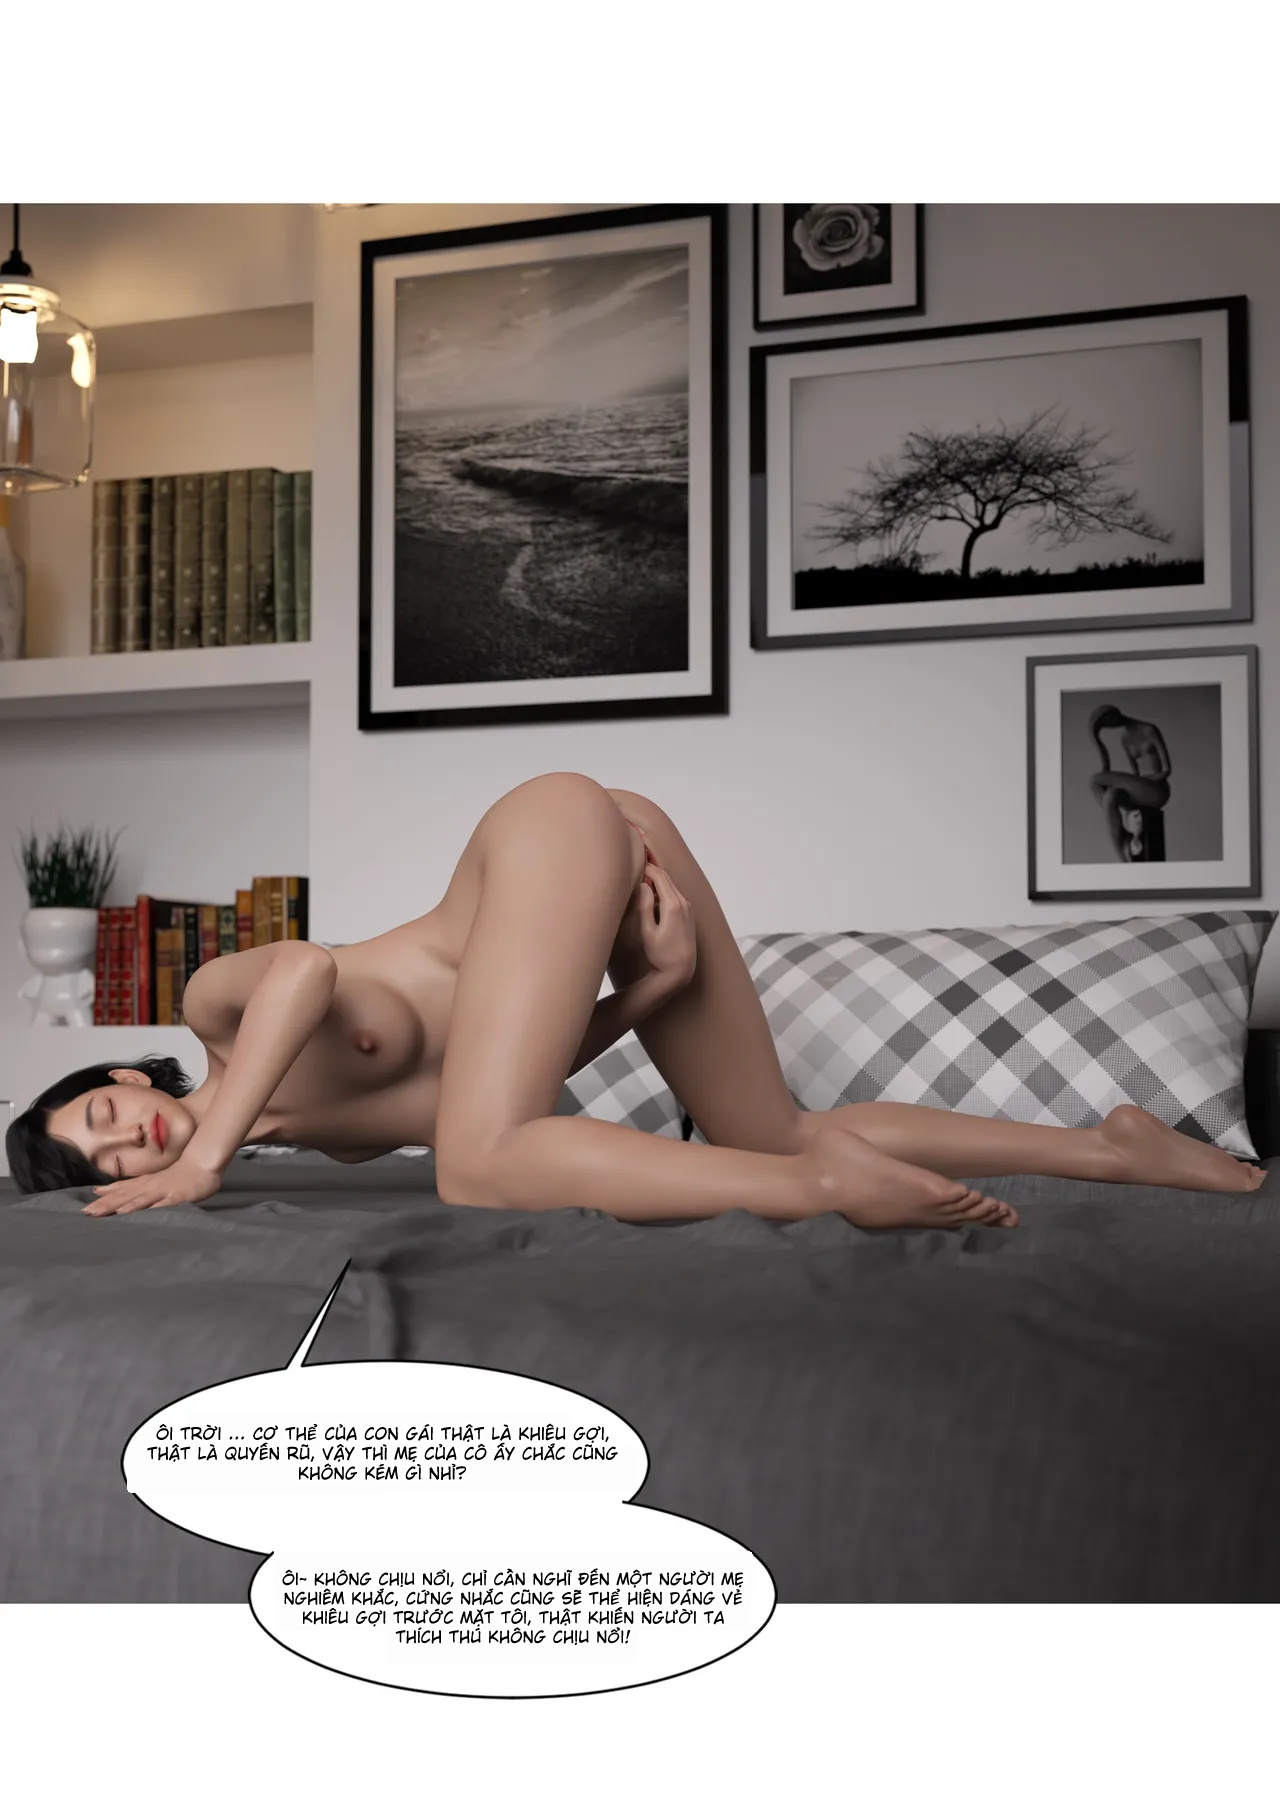 ÔI TRỜI ... CƠ THỂ CỦA CON GÁI THẬT LÀ KHIÊU GỢI,
THẬT LÀ QUYẾN RŨ, VẬY THÌ MẸ CỦA CÔ ẤY CHẮC CŨNG
KHÔNG KÉM GÌ NHỈ?
ÔI~ KHÔNG CHỊU NỔI, CHỈ CẦN NGHĨ ĐẾN MỘT NGƯỜI MẸ
NGHIÊM KHẮC, CỨNG NHẮC CŨNG SẼ THỂ HIỆN DÁNG VẺ
KHIÊU GỢI TRƯỚC MẶT TÔI, THẬT KHIẾN NGƯỜI TA
THÍCH THÚ KHÔNG CHỊU NỔI!